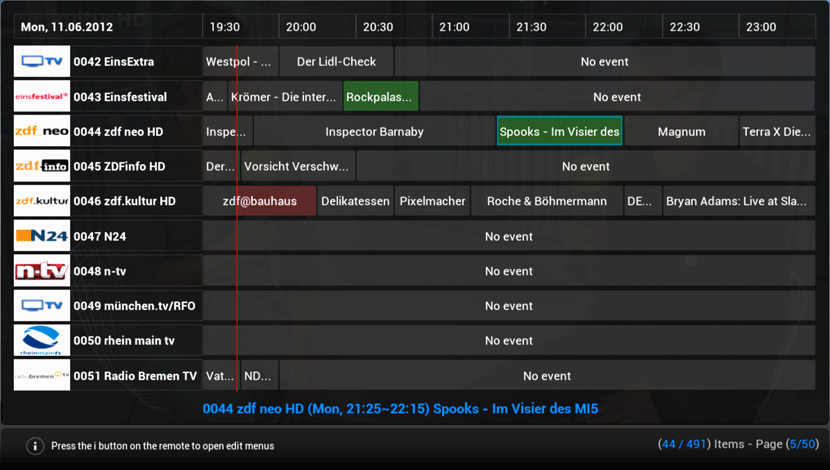 Mon, 11.06.2012 19:30 20:00 20:30 21:00 21:30 22:00 22:30 23:00
TV 0042 EinsExtra Westpol - ... Der Lidl-Check No event
einsfestival 0043 Einsfestival A... Krömer - Die inter... Rockpalas... No event
zdf_neo 0044 zdf neo HD Inspe... Inspector Barnaby Spooks - Im Visier des Magnum Terra X Die...
zdf info 0045 ZDFinfo HD Der... Vorsicht Verschw... No event
zdf.kultur 0046 zdf.kultur HD zdf@bauhaus Delikatessen Pixelmacher Roche & Böhmermann DE... Bryan Adams: Live at Sla...
N24 0047 N24 No event
n-tv 0048 n-tv No event
TV 0049 münchen.tv/RFO No event
rheinmaintv 0050 rhein main tv No event
radiobremen tv 0051 Radio Bremen TV Vat... ND... No event
0044 zdf neo HD (Mon, 21:25~22:15) Spooks - Im Visier des MI5
i Press the i button on the remote to open edit menus (44 / 491) Items - Page (5/50)